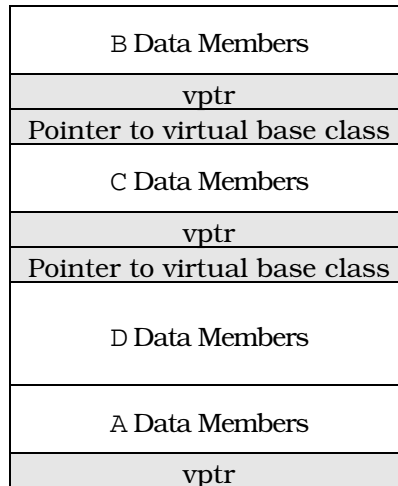 B Data Members
vptr
Pointer to virtual base class
C Data Members
vptr
Pointer to virtual base class
D Data Members
A Data Members
vptr